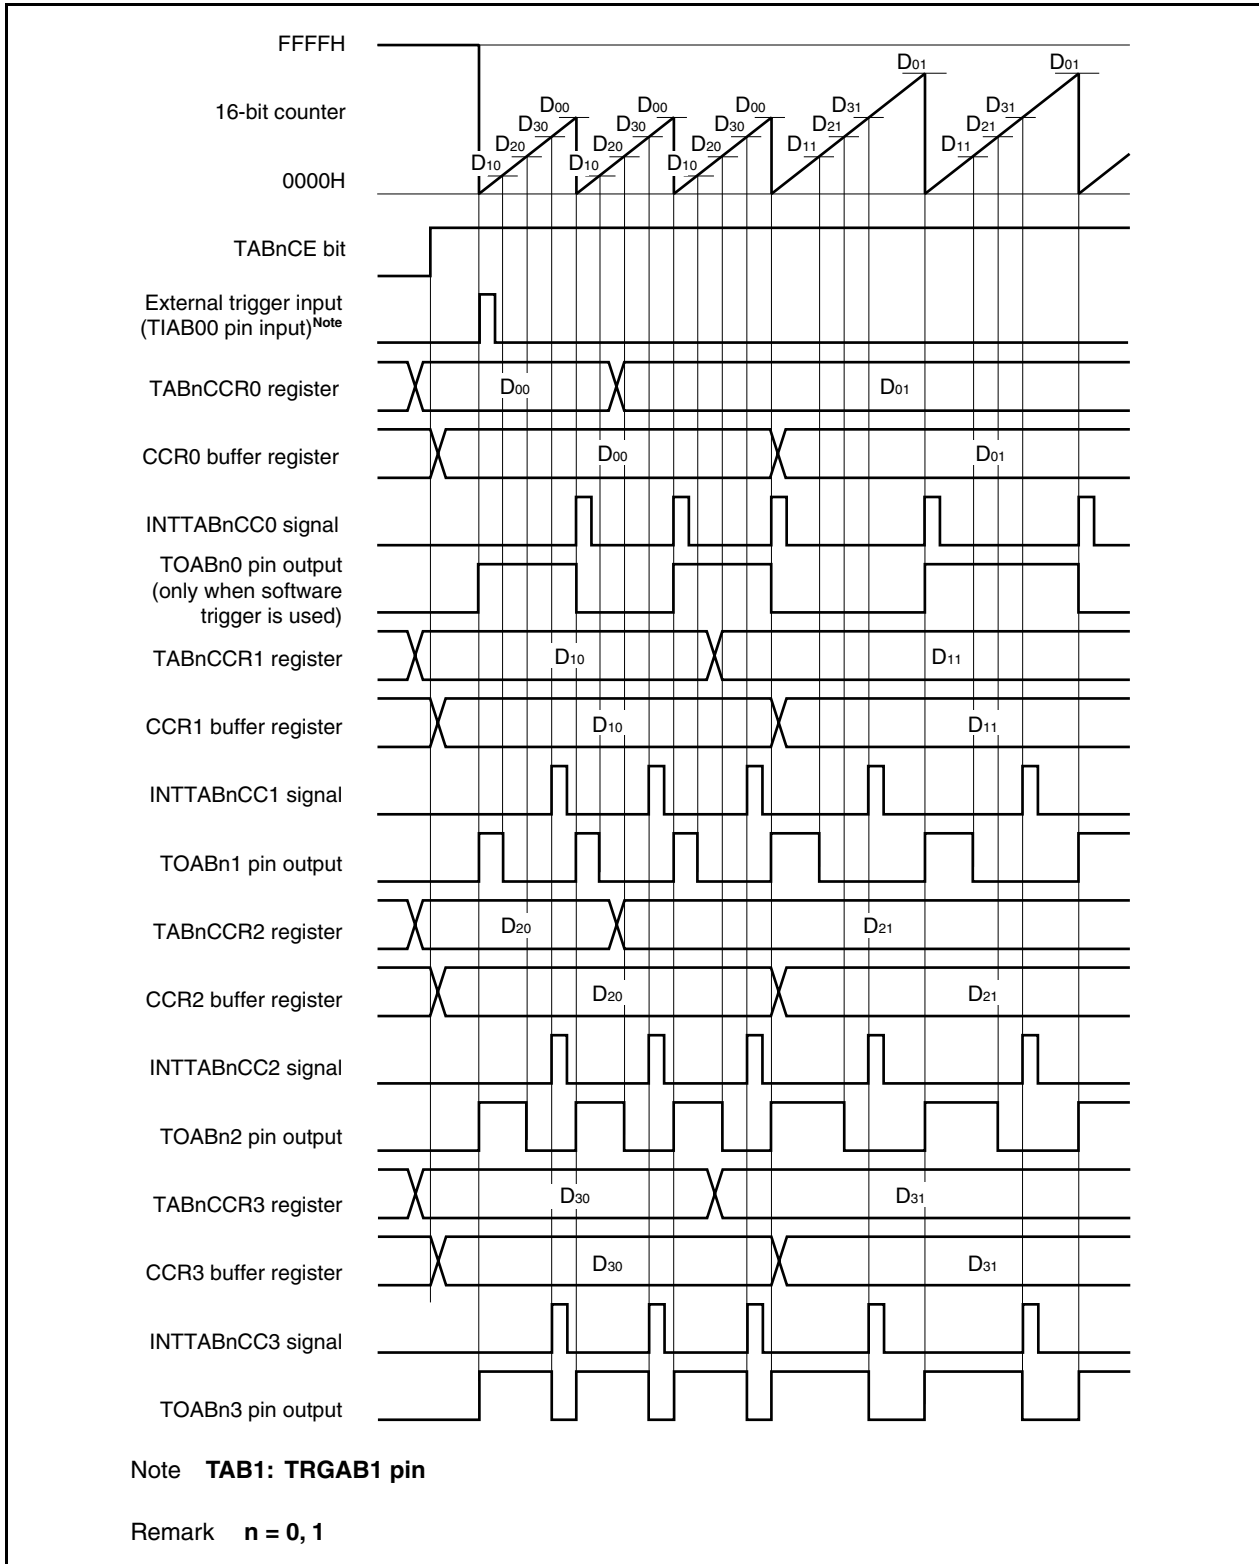 FFFFH
D01 D01
16-bit counter
D00 D00 D00 D31 D31
D30 D30 D30 D21 D21
D20 D20 D20 D11 D11
D10 D10 D10
0000H
TABnCE bit
External trigger input
(TIAB00 pin input)Note
TABnCCR0 register D00 D01
CCR0 buffer register D00 D01
INTTABnCC0 signal
TOABn0 pin output
(only when software
trigger is used)
TABnCCR1 register D10 D11
CCR1 buffer register D10 D11
INTTABnCC1 signal
TOABn1 pin output
TABnCCR2 register D20 D21
CCR2 buffer register D20 D21
INTTABnCC2 signal
TOABn2 pin output
TABnCCR3 register D30 D31
CCR3 buffer register D30 D31
INTTABnCC3 signal
TOABn3 pin output
Note TAB1: TRGAB1 pin
Remark n = 0, 1